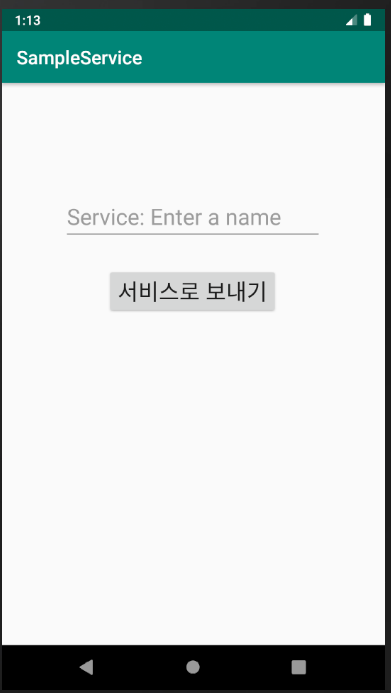 1:13
SampleService
Service: Enter a name
서비스로 보내기